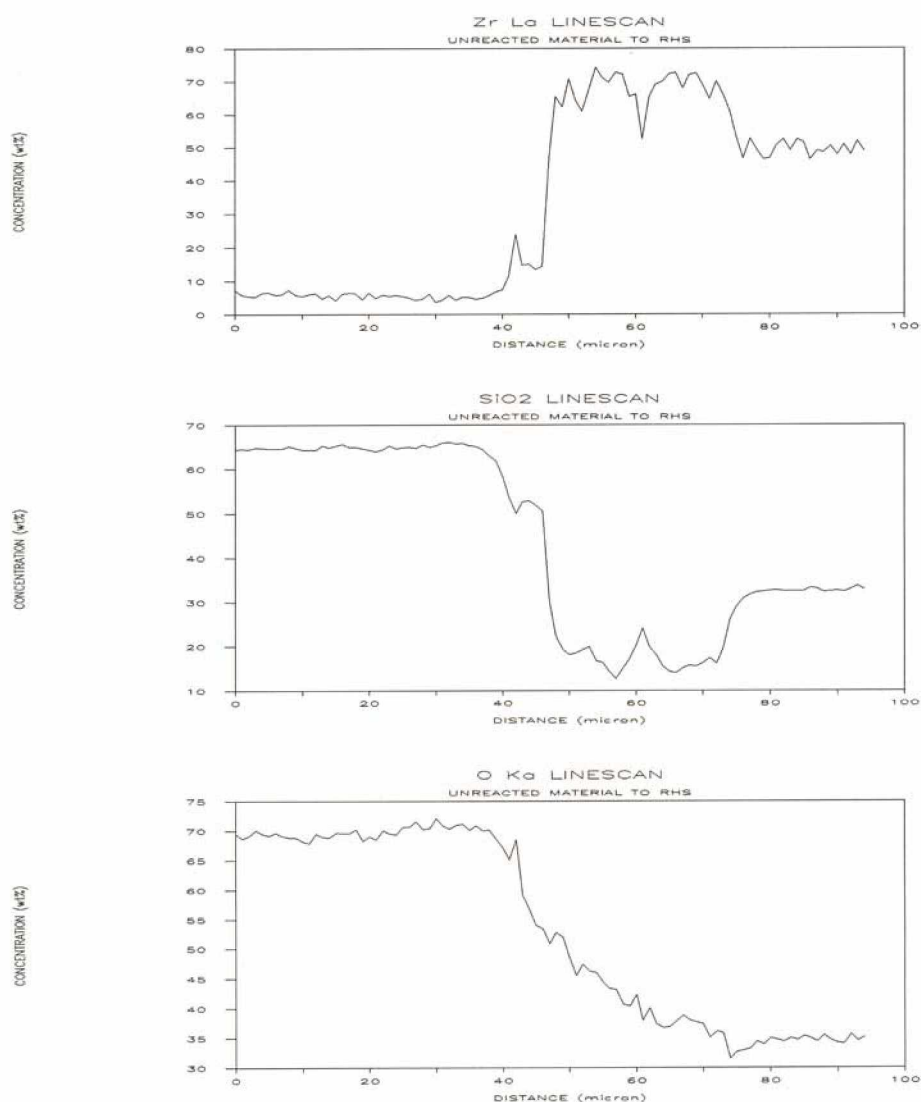 Zr La LINESCAN
UNREACTED MATERIAL TO RHS
CONCENTRATION (wt%)
80
70
60
50
40
30
20
10
0
0 20 40 60 80 100
DISTANCE (micron)
SiO2 LINESCAN
UNREACTED MATERIAL TO RHS
CONCENTRATION (wt%)
70
60
50
40
30
20
10
0 20 40 60 80 100
DISTANCE (micron)
O Ka LINESCAN
UNREACTED MATERIAL TO RHS
CONCENTRATION (wt%)
75
70
65
60
55
50
45
40
35
30
0 20 40 60 80 100
DISTANCE (micron)